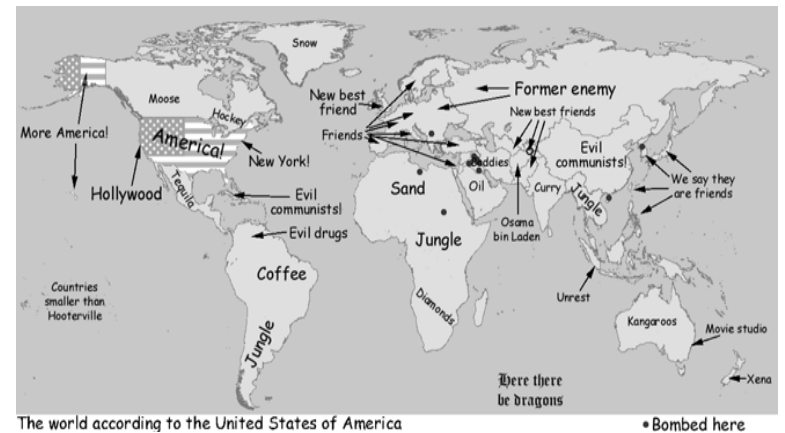 Snow
Moose
Hockey
More America!
America!
New York!
Hollywood
Tequila
Evil
communists!
Evil drugs
Coffee
Jungle
Countries
smaller than
Hooterville
New best
friend
Friends
Former enemy
New best friends
Evil
communists!
We say they
are friends
Sand
Oil
Curry
Jungle
Osama
bin Laden
Jungle
Diamonds
Unrest
Kangaroos
Movie studio
Xena
Here there
be dragons
The world according to the United States of America
Bombed here